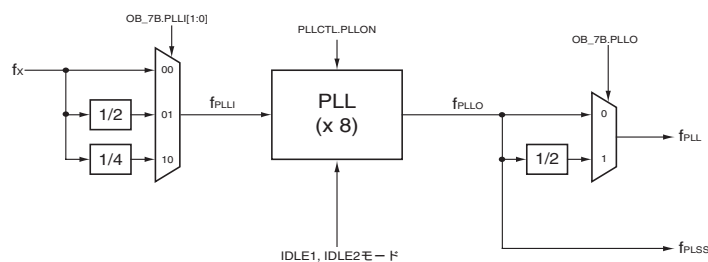 OB_7B.PLLI[1:0]
PLLCTL.PLLON
OB_7B.PLLO
fX
00
fPLLI
PLL
(x 8)
fPLLO
0
fPLL
1/2
01
1/4
10
1/2
1
fPLSS
IDLE1, IDLE2モード